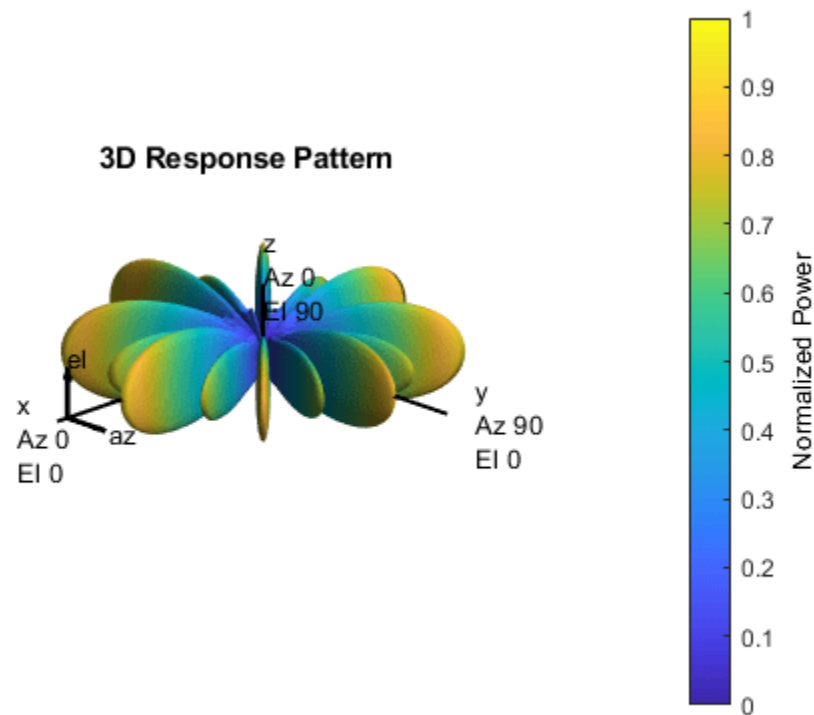 3D Response Pattern
z
Az 0
El 90
el
x
Az 0
El 0
az
y
Az 90
El 0
1
0.9
0.8
0.7
0.6
0.5
0.4
0.3
0.2
0.1
0
Normalized Power